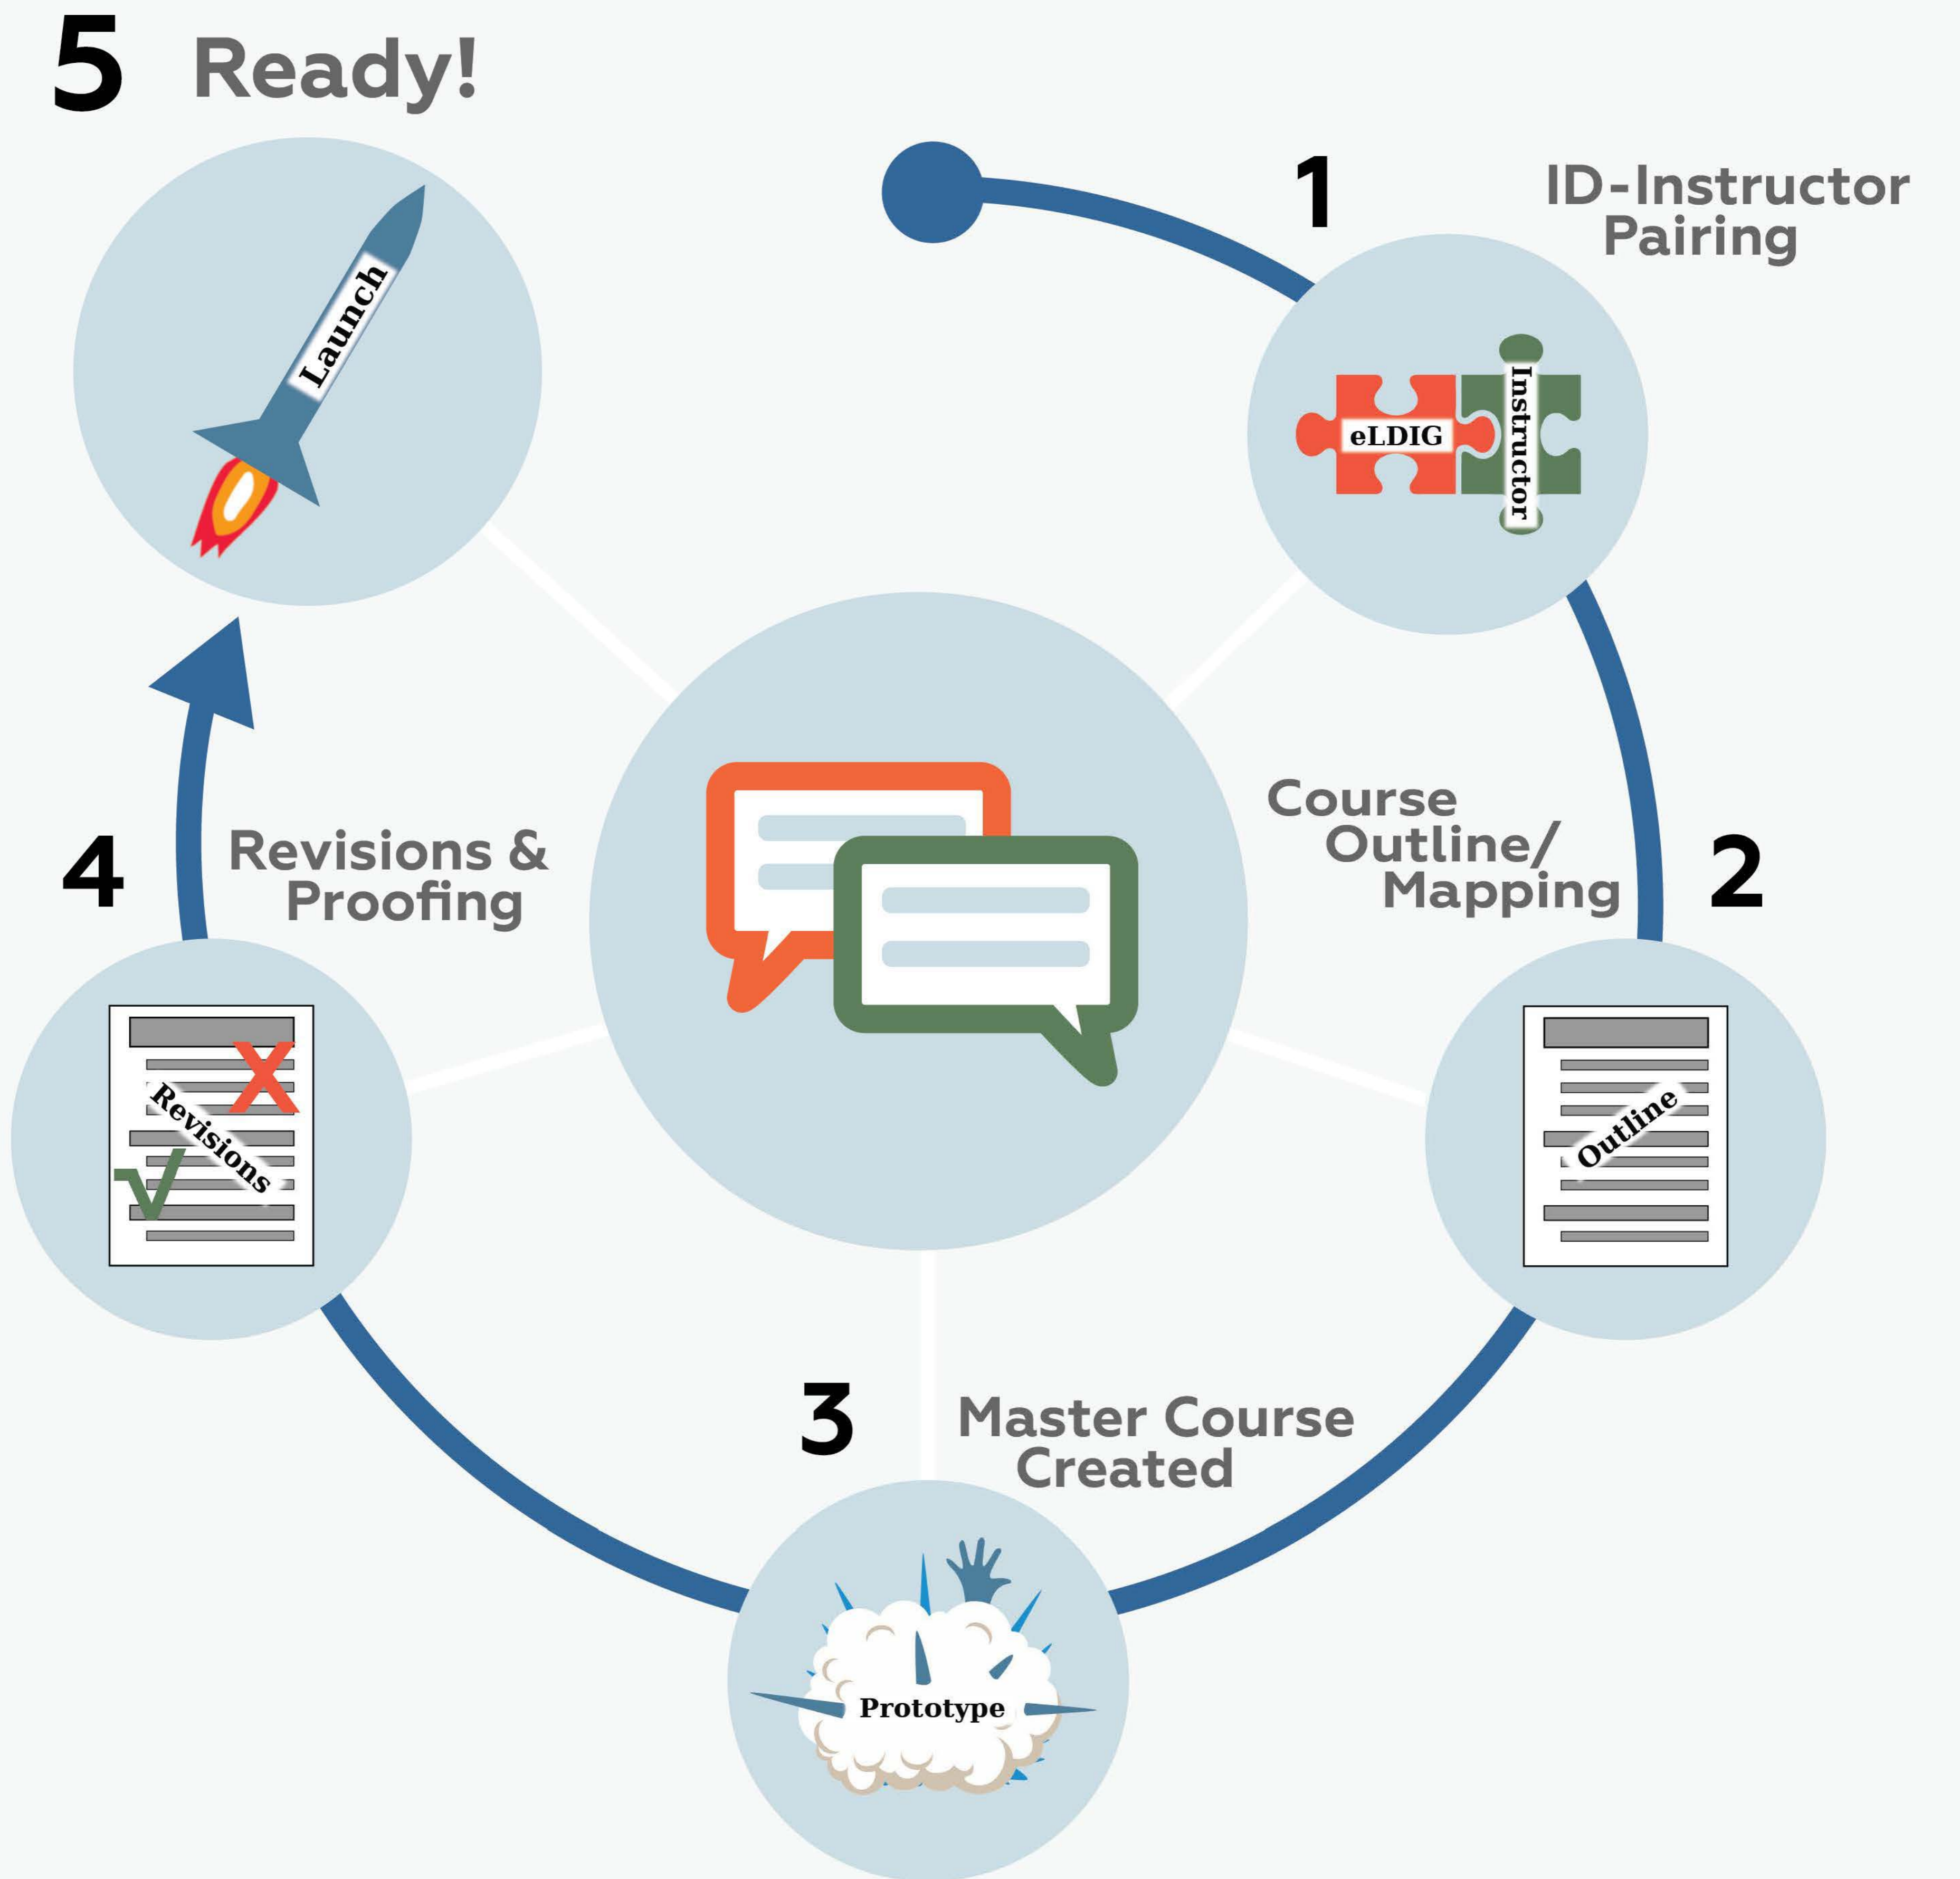 5 Ready!
Launch
1
ID-Instructor
Pairing
eLDIG
Instructor
Course
Outline/
Mapping
2
Outline
3
Master Course
Created
Prototype
4
Revisions &
Proofing
Revisions
X